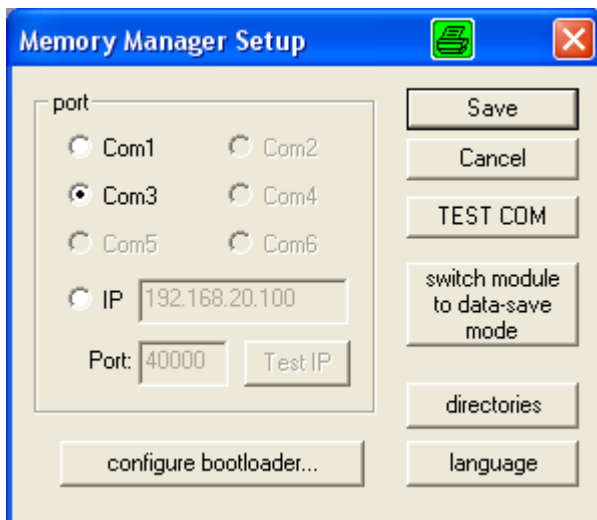 Memory Manager Setup
port
Com1
Com2
Com3
Com4
Com5
Com6
IP
192.168.20.100
Port:
40000
Test IP
configure bootloader...
Save
Cancel
TEST COM
switch module
to data-save
mode
directories
language